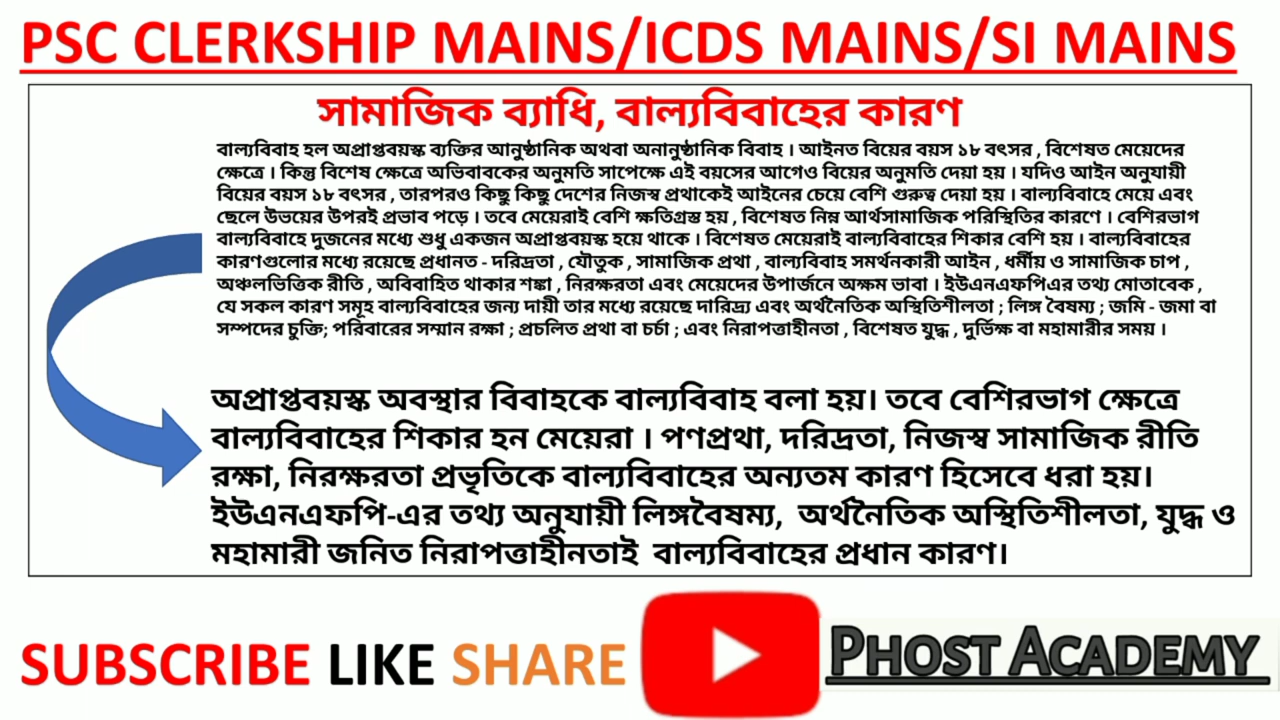 PSC CLERKSHIP MAINS/ICDS MAINS/SI MAINS
সামাজিক ব্যাধি, বাল্যবিবাহের কারণ
বাল্যবিবাহ হল অপ্রাপ্তবয়স্ক ব্যক্তির আনুষ্ঠানিক অথবা অনানুষ্ঠানিক বিবাহ । আইনত বিয়ের বয়স ১৮ বৎসর , বিশেষত মেয়েদের
ক্ষেত্রে । কিন্তু বিশেষ ক্ষেত্রে অভিবাবকের অনুমতি সাপেক্ষে এই বয়সের আগেও বিয়ের অনুমতি দেয়া হয় । যদিও আইন অনুযায়ী
বিয়ের বয়স ১৮ বৎসর , তারপরও কিছু কিছু দেশের নিজস্ব প্রথাকেই আইনের চেয়ে বেশি গুরুত্ব দেয়া হয় । বাল্যবিবাহে মেয়ে এবং
ছেলে উভয়ের উপরই প্রভাব পড়ে । তবে মেয়েরাই বেশি ক্ষতিগ্রস্ত হয় , বিশেষত নিম্ন আর্থসামাজিক পরিস্থিতির কারণে । বেশিরভাগ
বাল্যবিবাহে দুজনের মধ্যে শুধু একজন অপ্রাপ্তবয়স্ক হয়ে থাকে । বিশেষত মেয়েরাই বাল্যবিবাহের শিকার বেশি হয় । বাল্যবিবাহের
কারণগুলোর মধ্যে রয়েছে প্রধানত - দরিদ্রতা , যৌতুক , সামাজিক প্রথা , বাল্যবিবাহ সমর্থনকারী আইন , ধর্মীয় ও সামাজিক চাপ ,
অঞ্চলভিত্তিক রীতি , অবিবাহিত থাকার শঙ্কা , নিরক্ষরতা এবং মেয়েদের উপার্জনে অক্ষম ভাবা । ইউএনএফপিএর তথ্য মোতাবেক ,
যে সকল কারণ সমূহ বাল্যবিবাহের জন্য দায়ী তার মধ্যে রয়েছে দারিদ্র্য এবং অর্থনৈতিক অস্থিতিশীলতা ; লিঙ্গ বৈষম্য ; জমি - জমা বা
সম্পদের চুক্তি; পরিবারের সম্মান রক্ষা ; প্রচলিত প্রথা বা চর্চা ; এবং নিরাপত্তাহীনতা , বিশেষত যুদ্ধ , দুর্ভিক্ষ বা মহামারীর সময় ।
অপ্রাপ্তবয়স্ক অবস্থার বিবাহকে বাল্যবিবাহ বলা হয়। তবে বেশিরভাগ ক্ষেত্রে
বাল্যবিবাহের শিকার হন মেয়েরা । পণপ্রথা, দরিদ্রতা, নিজস্ব সামাজিক রীতি
রক্ষা, নিরক্ষরতা প্রভৃতিকে বাল্যবিবাহের অন্যতম কারণ হিসেবে ধরা হয়।
ইউএনএফপি-এর তথ্য অনুযায়ী লিঙ্গবৈষম্য, অর্থনৈতিক অস্থিতিশীলতা, যুদ্ধ ও
মহামারী জনিত নিরাপত্তাহীনতাই বাল্যবিবাহের প্রধান কারণ।
SUBSCRIBE LIKE SHARE
PHOST ACADEMY